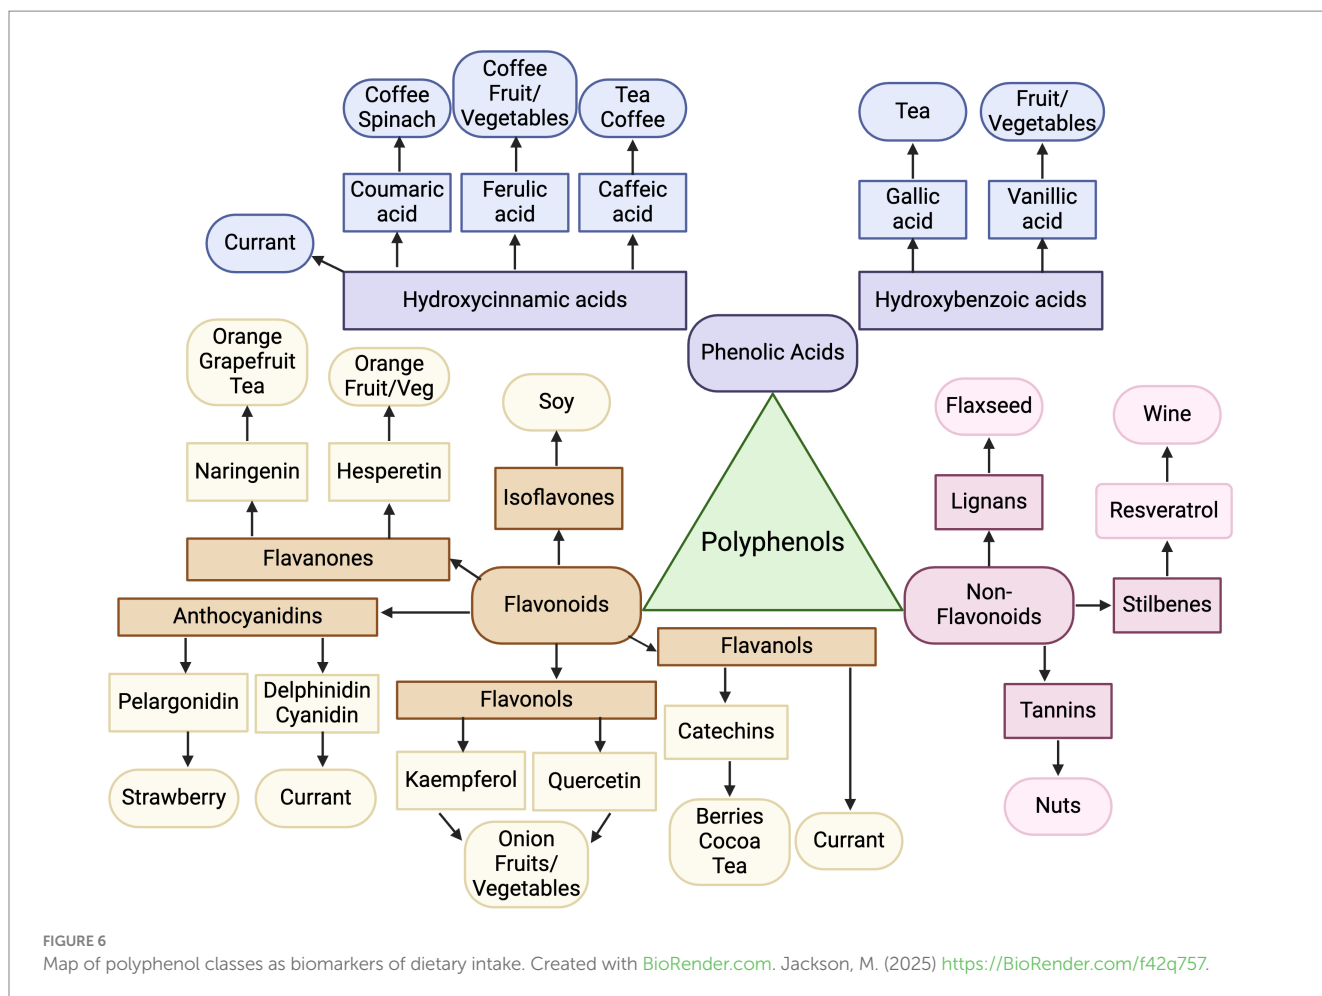 Coffee
Spinach
Coffee
Fruit/
Vegetables
Tea
Coffee
Tea
Fruit/
Vegetables
Coumaric
acid
Ferulic
acid
Caffeic
acid
Gallic
acid
Vanillic
acid
Currant
Hydroxycinnamic acids
Hydroxybenzoic acids
Phenolic Acids
Orange
Grapefruit
Tea
Orange
Fruit/Veg
Soy
Flaxseed
Wine
Naringenin
Hesperetin
Isoflavones
Lignans
Resveratrol
Polyphenols
Flavanones
Flavonoids
Non-
Flavonoids
Stilbenes
Anthocyanidins
Flavanols
Pelargonidin
Delphinidin
Cyanidin
Flavonols
Catechins
Tannins
Kaempferol
Quercetin
Strawberry
Currant
Onion
Fruits/
Vegetables
Berries
Cocoa
Tea
Currant
Nuts
FIGURE 6
Map of polyphenol classes as biomarkers of dietary intake. Created with BioRender.com. Jackson, M. (2025) https://BioRender.com/f42q757.